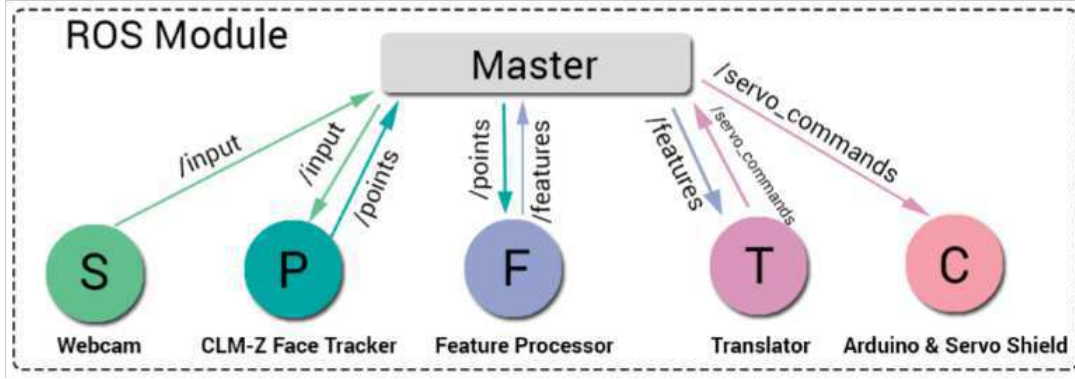 ROS Module
Master
/input
/input
/points
/points
/features
/features
/servo_commands
/servo_commands
S
P
F
T
C
Webcam
CLM-Z Face Tracker
Feature Processor
Translator
Arduino & Servo Shield